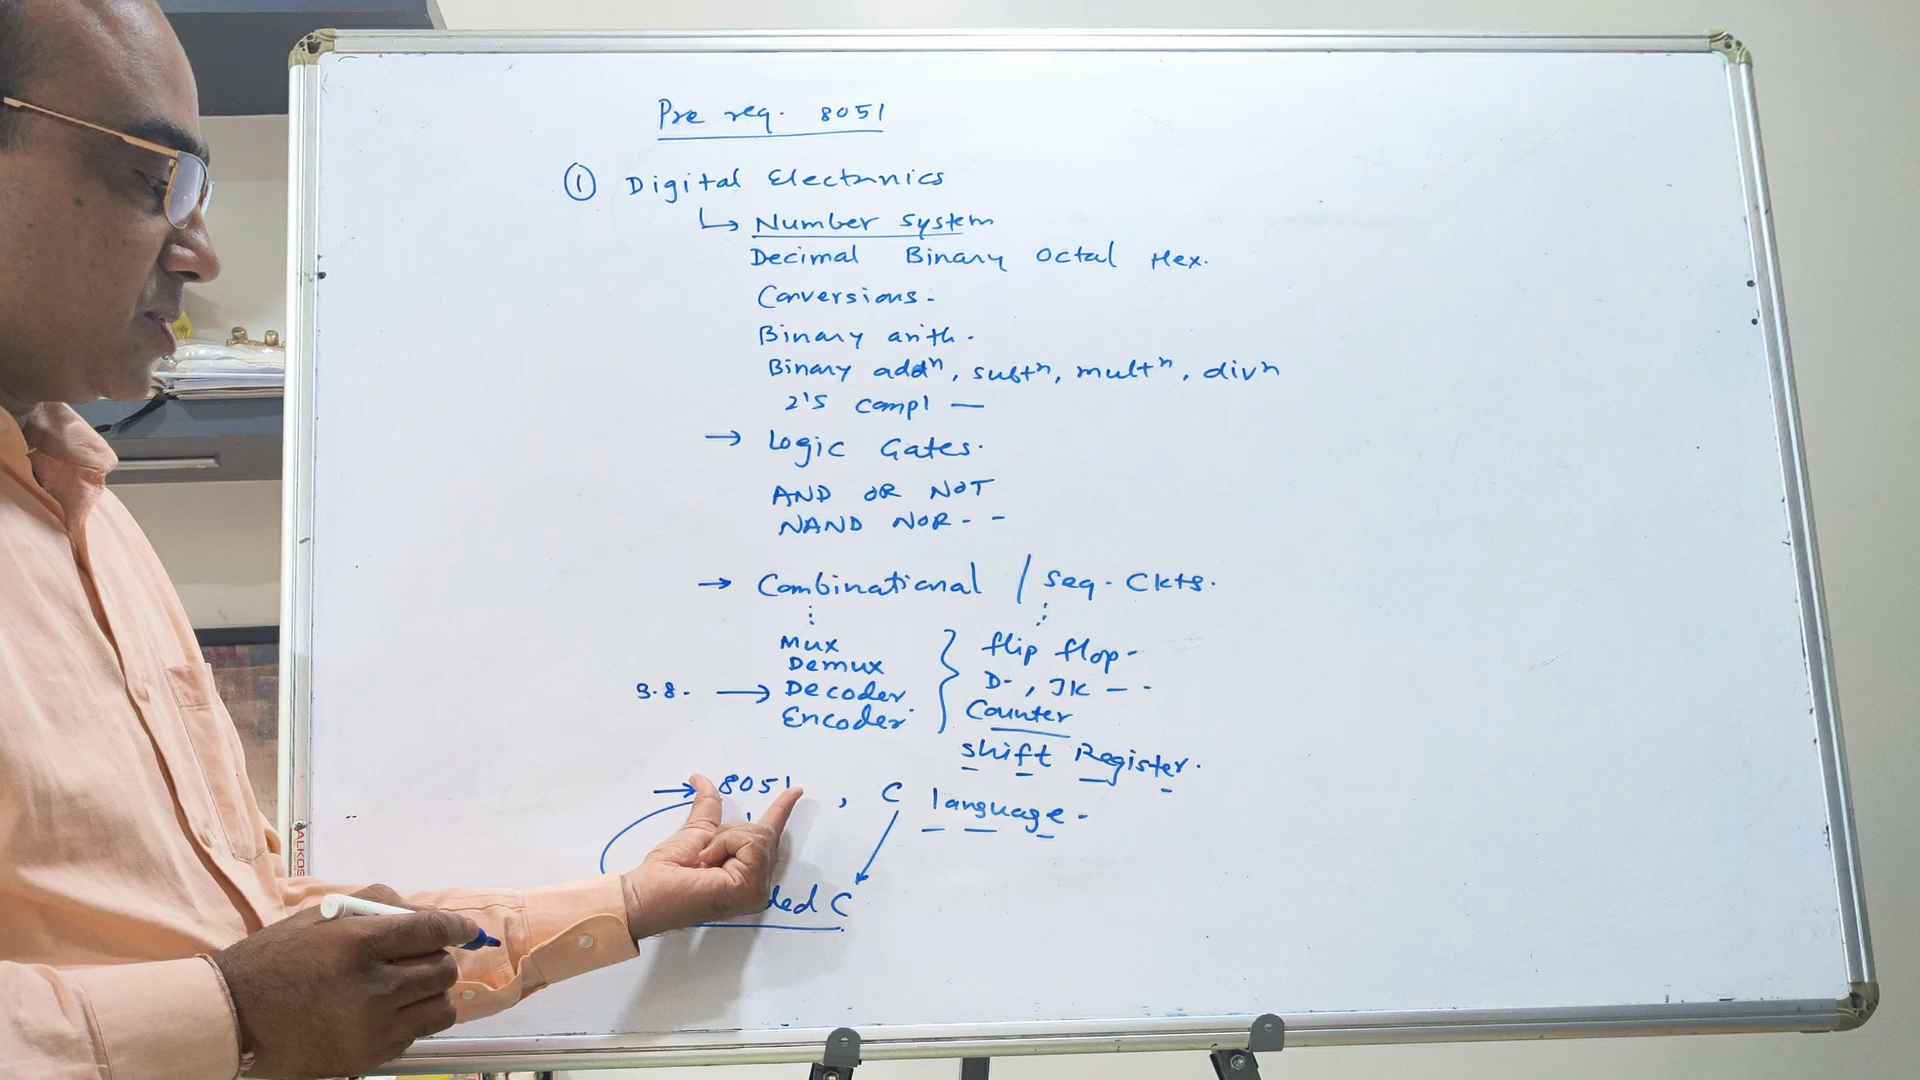 Pre req. 8051
① Digital Electronics
↳ Number System
Decimal Binary Octal Hex.
Conversions -
Binary arith -
Binary addⁿ, subtⁿ, multⁿ, divⁿ
2's compl —
→ Logic Gates.
AND OR NOT
NAND NOR - -
→ Combinational / Seq. Ckts.
Mux
Demux
3.8. → Decoder
Encoder
flip flop -
D-, JK - -
Counter
Shift Register.
→ 8051, C language -
ded C
ALKOS